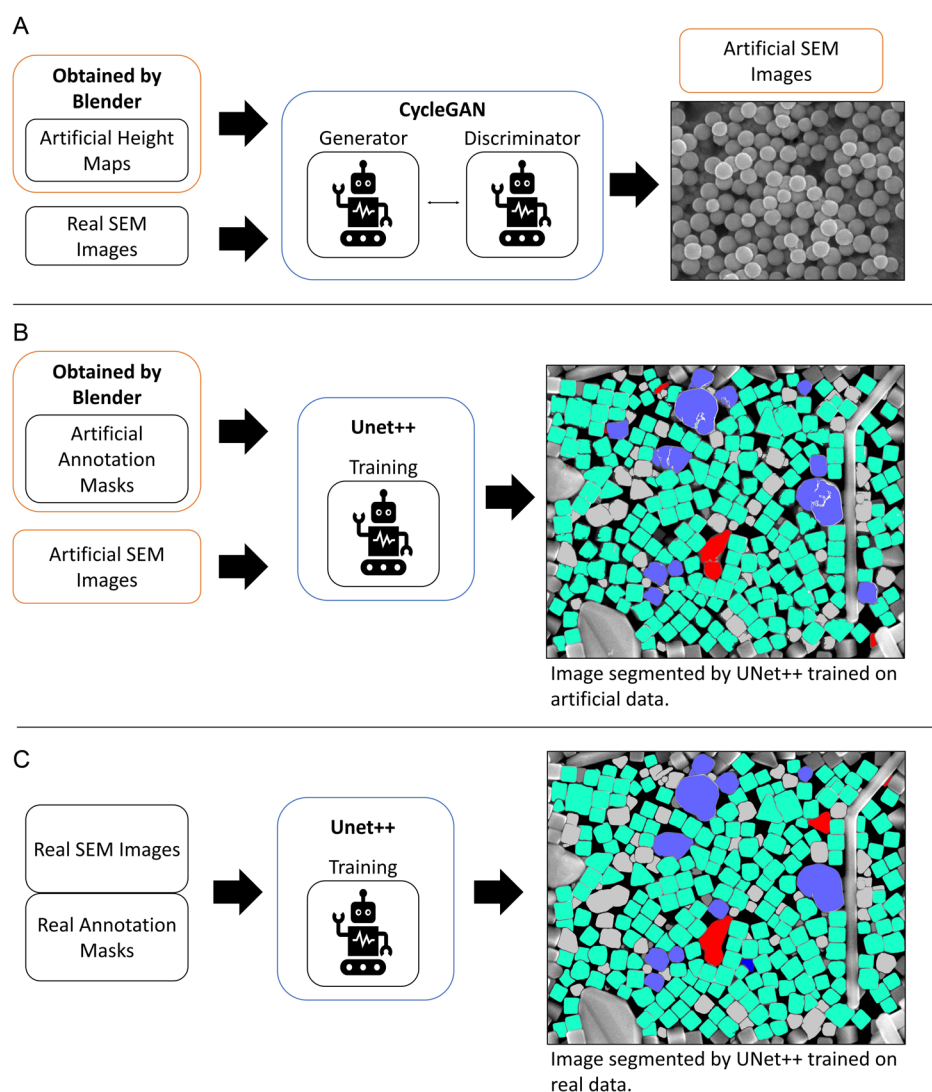 A
Obtained by
Blender
Artificial Height
Maps
Real SEM
Images
CycleGAN
Generator
Discriminator
Artificial SEM
Images
B
Obtained by
Blender
Artificial
Annotation
Masks
Artificial SEM
Images
Unet++
Training
Image segmented by UNet++ trained on
artificial data.
C
Real SEM Images
Real Annotation
Masks
Unet++
Training
Image segmented by UNet++ trained on
real data.